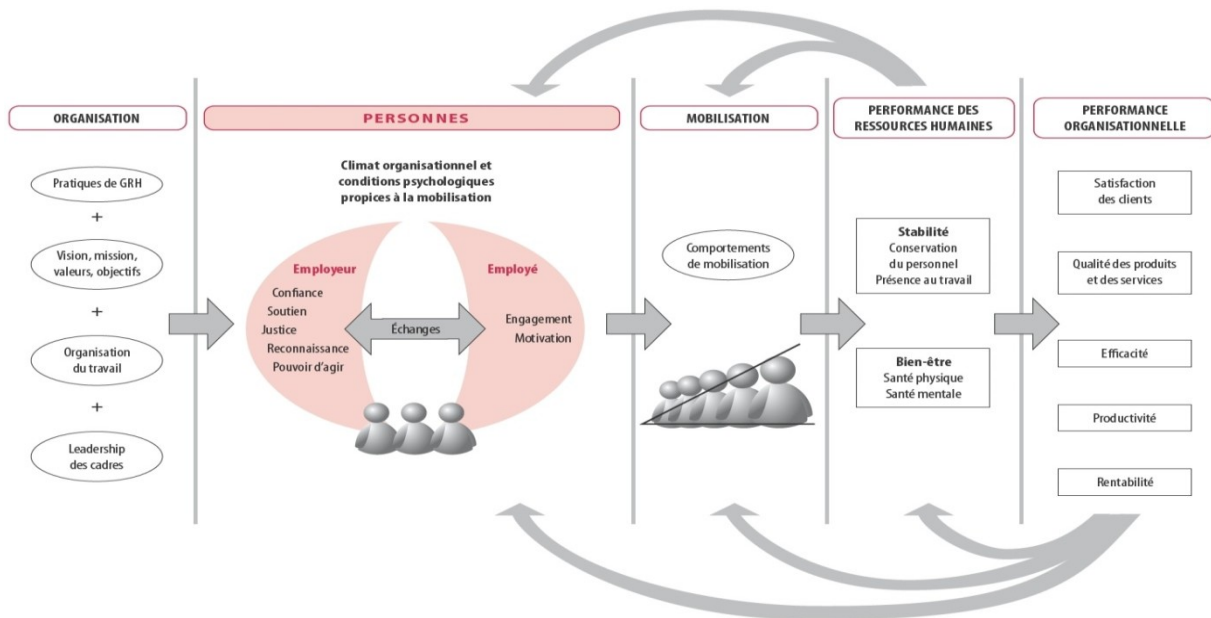 ORGANISATION
Pratiques de GRH
+
Vision, mission,
valeurs, objectifs
+
Organisation
du travail
+
Leadership
des cadres
PERSONNES
Climat organisationnel et
conditions psychologiques
propices à la mobilisation
Employeur
Confiance
Soutien
Justice
Reconnaissance
Pouvoir d'agir
Échanges
Employé
Engagement
Motivation
MOBILISATION
Comportements
de mobilisation
PERFORMANCE DES
RESSOURCES HUMAINES
Stabilité
Conservation
du personnel
Présence au travail
Bien-être
Santé physique
Santé mentale
PERFORMANCE
ORGANISATIONNELLE
Satisfaction
des clients
Qualité des produits
et des services
Efficacité
Productivité
Rentabilité